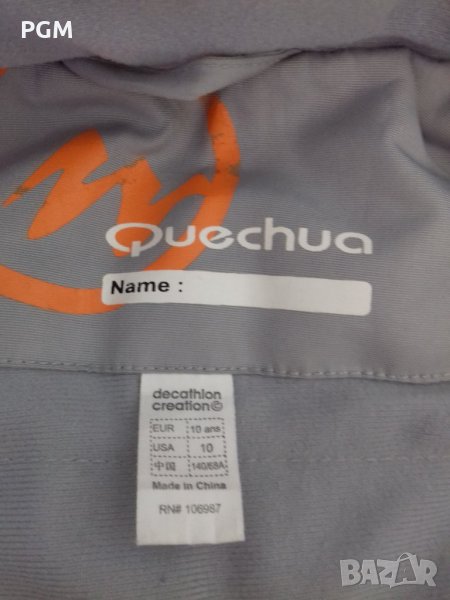 PGM
Quechua
Name :
decathlon
creation©
EUR 10 ans
USA 10
中国 140/68A
Made in China
RN# 106987
BAZAR